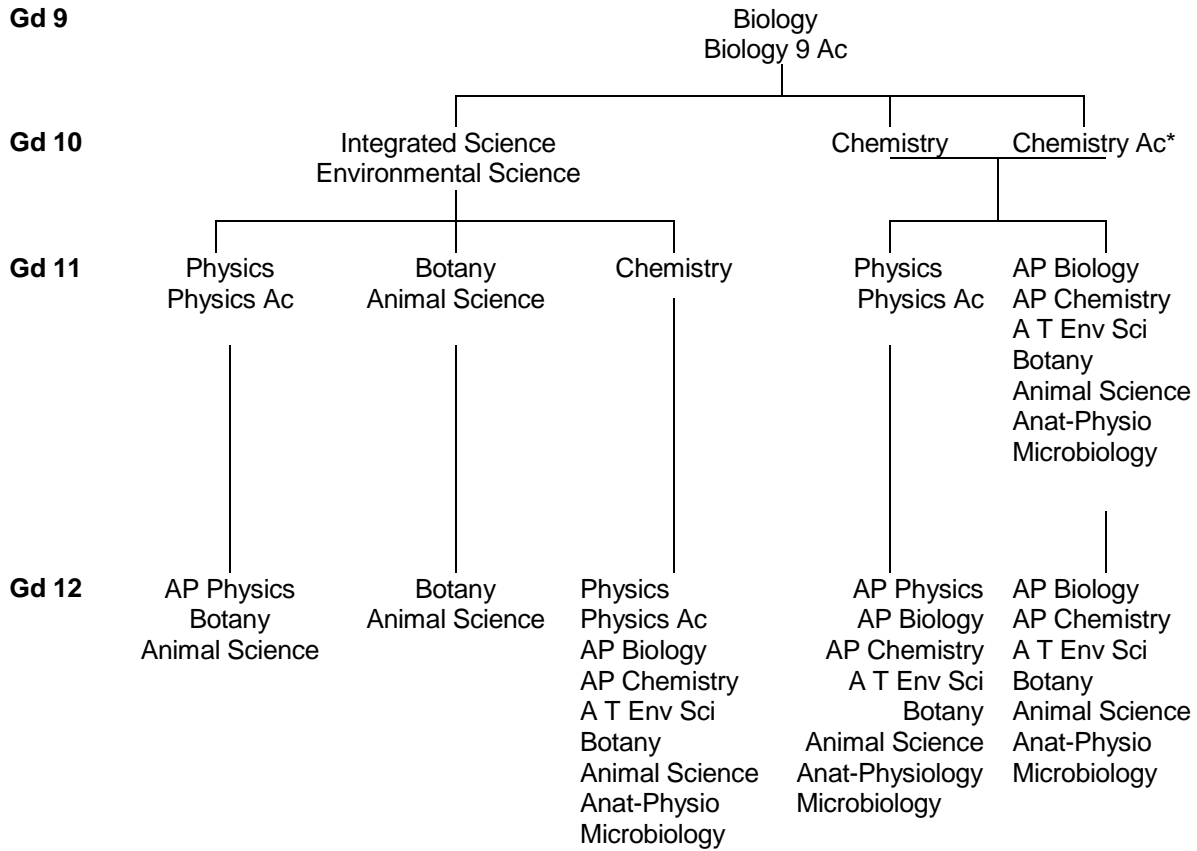 Gd 9 Biology
Biology 9 Ac
Gd 10 Integrated Science Chemistry Chemistry Ac*
Environmental Science
Gd 11 Physics Botany Chemistry Physics AP Biology
Physics Ac Animal Science Physics Ac AP Chemistry
A T Env Sci
Botany
Animal Science
Anat-Physio
Microbiology
Gd 12 AP Physics Botany Physics AP Physics AP Biology
Botany Animal Science Physics Ac AP Biology AP Chemistry
Animal Science AP Biology AP Chemistry A T Env Sci
AP Chemistry A T Env Sci Botany
A T Env Sci Botany Animal Science
Botany Animal Science Anat-Physio
Animal Science Anat-Physiology Microbiology
Anat-Physio Microbiology
Microbiology